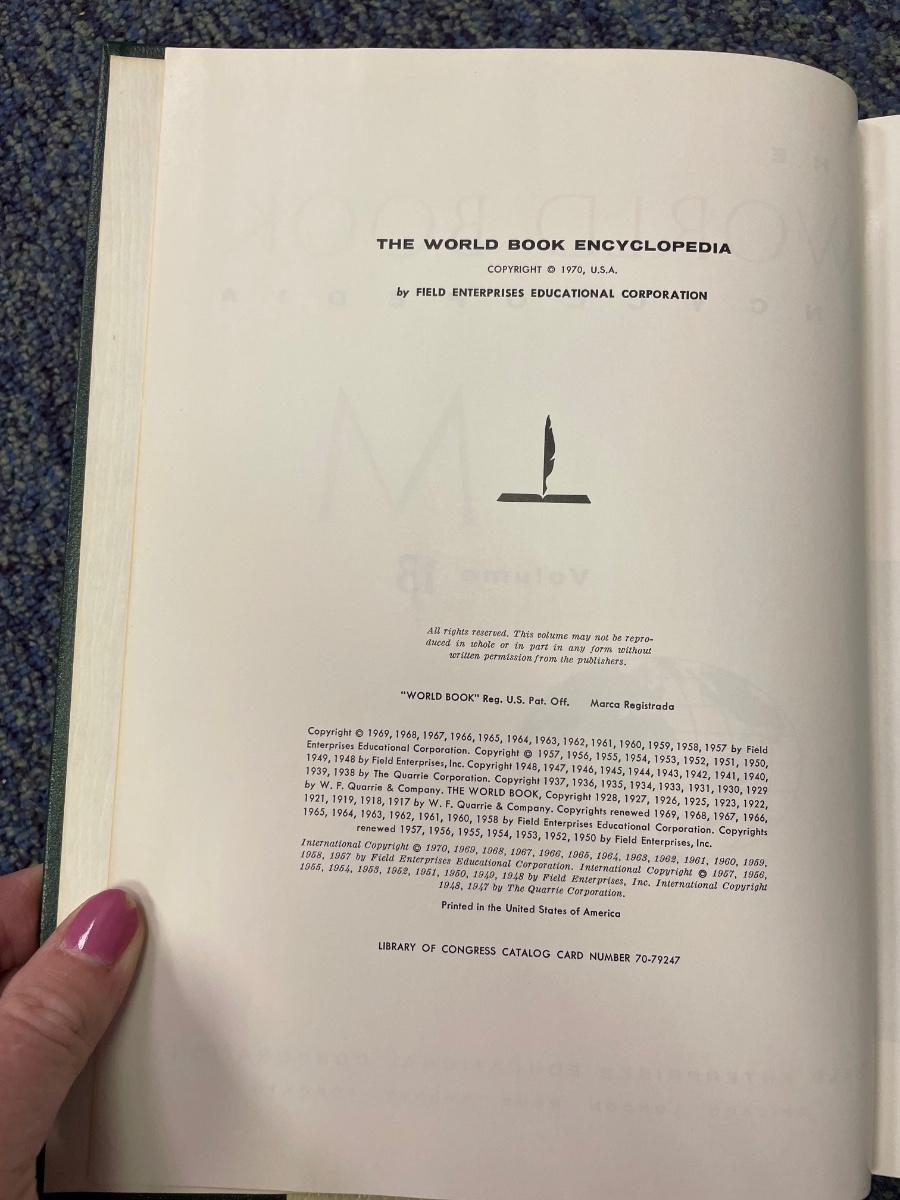 THE WORLD BOOK ENCYCLOPEDIA
COPYRIGHT © 1970, U.S.A.
by FIELD ENTERPRISES EDUCATIONAL CORPORATION
All rights reserved. This volume may not be repro-
duced in whole or in part in any form without
written permission from the publishers.
"WORLD BOOK" Reg. U.S. Pat. Off. Marca Registrada
Copyright © 1969, 1968, 1967, 1966, 1965, 1964, 1963, 1962, 1961, 1960, 1959, 1958, 1957 by Field
Enterprises Educational Corporation. Copyright © 1957, 1956, 1955, 1954, 1953, 1952, 1951, 1950,
1949, 1948 by Field Enterprises, Inc. Copyright 1948, 1947, 1946, 1945, 1944, 1943, 1942, 1941, 1940,
1939, 1938 by The Quarrie Corporation. Copyright 1937, 1936, 1935, 1934, 1933, 1931, 1930, 1929
by W. F. Quarrie & Company. THE WORLD BOOK, Copyright 1928, 1927, 1926, 1925, 1923, 1922,
1921, 1919, 1918, 1917 by W. F. Quarrie & Company. Copyrights renewed 1969, 1968, 1967, 1966,
1965, 1964, 1963, 1962, 1961, 1960, 1958 by Field Enterprises Educational Corporation. Copyrights
renewed 1957, 1956, 1955, 1954, 1953, 1952, 1950 by Field Enterprises, Inc.
International Copyright © 1970, 1969, 1968, 1967, 1966, 1965, 1964, 1963, 1962, 1961, 1960, 1959,
1958, 1957 by Field Enterprises Educational Corporation. International Copyright © 1957, 1956,
1955, 1954, 1953, 1952, 1951, 1950, 1949, 1948 by Field Enterprises, Inc. International Copyright
1948, 1947 by The Quarrie Corporation.
Printed in the United States of America
LIBRARY OF CONGRESS CATALOG CARD NUMBER 70-79247